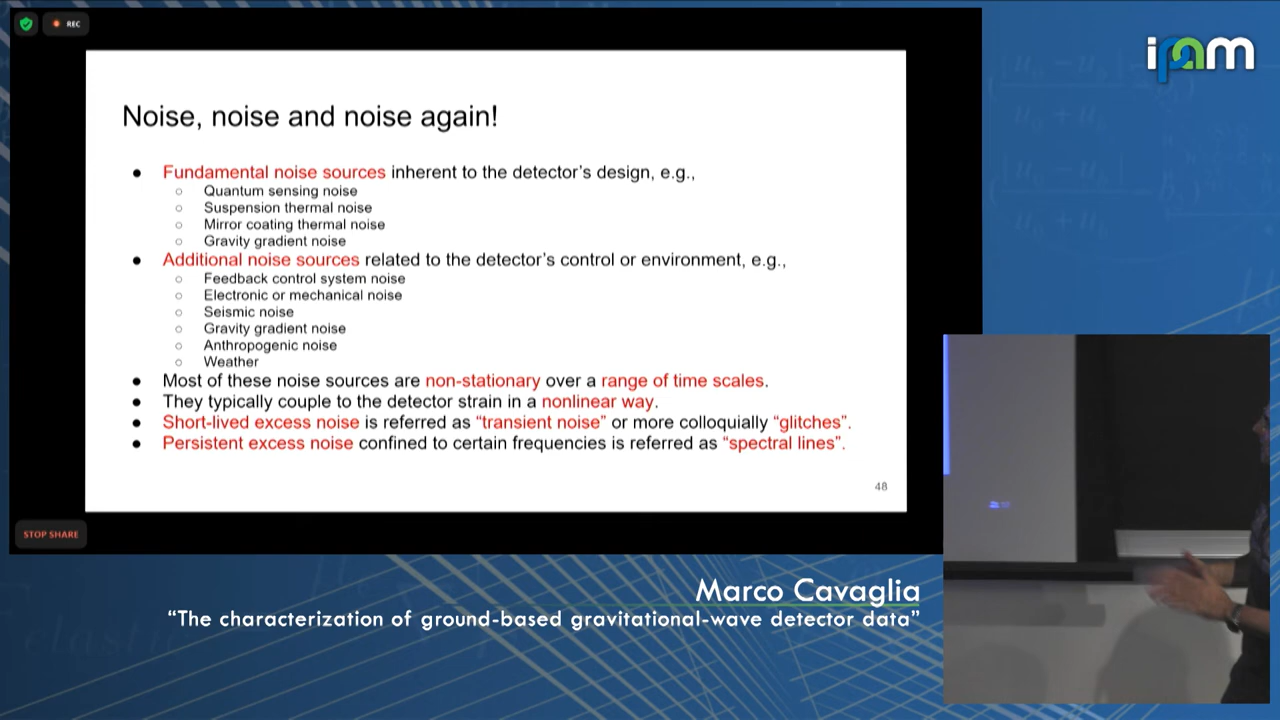 REC
ipam
Noise, noise and noise again!
● Fundamental noise sources inherent to the detector's design, e.g.,
○ Quantum sensing noise
○ Suspension thermal noise
○ Mirror coating thermal noise
○ Gravity gradient noise
● Additional noise sources related to the detector's control or environment, e.g.,
○ Feedback control system noise
○ Electronic or mechanical noise
○ Seismic noise
○ Gravity gradient noise
○ Anthropogenic noise
○ Weather
● Most of these noise sources are non-stationary over a range of time scales.
● They typically couple to the detector strain in a nonlinear way.
● Short-lived excess noise is referred as “transient noise” or more colloquially “glitches”.
● Persistent excess noise confined to certain frequencies is referred as “spectral lines”.
48
STOP SHARE
Marco Cavaglia
“The characterization of ground-based gravitational-wave detector data”